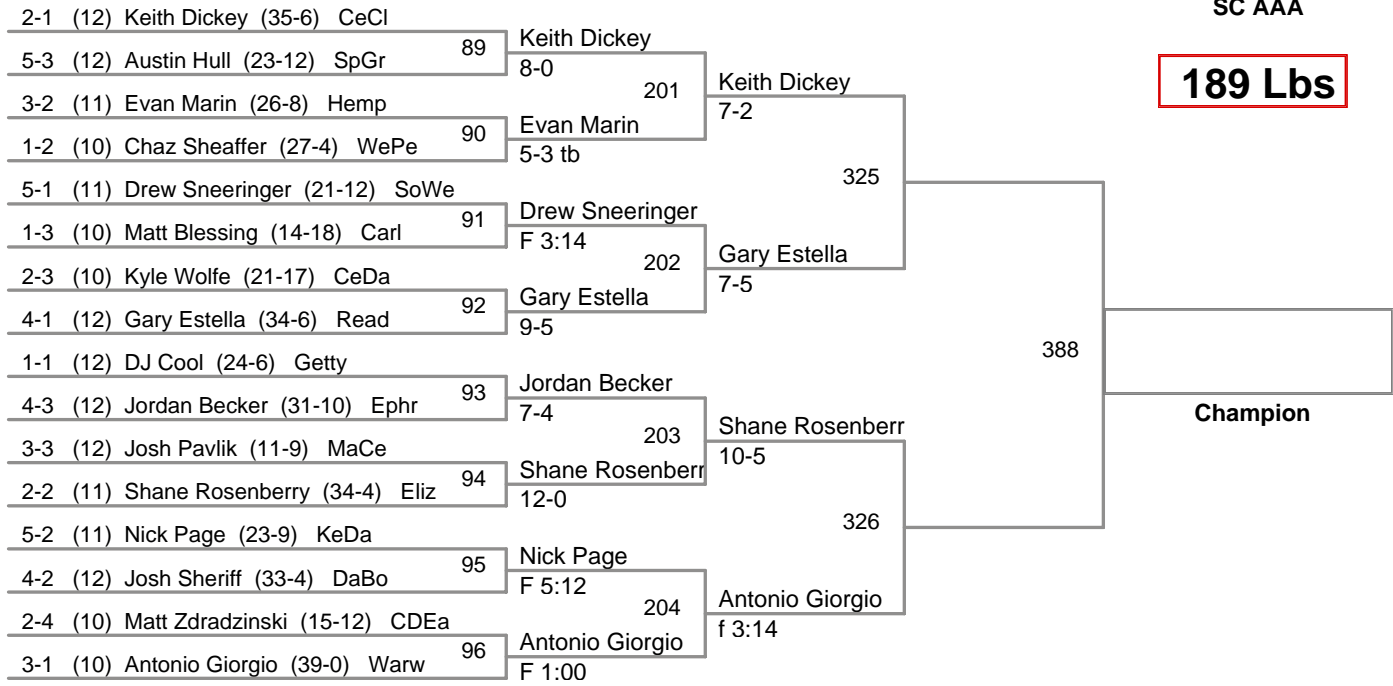 SC AAA
189 Lbs
2-1 (12) Keith Dickey (35-6) CeCl
5-3 (12) Austin Hull (23-12) SpGr
3-2 (11) Evan Marin (26-8) Hemp
1-2 (10) Chaz Sheaffer (27-4) WePe
5-1 (11) Drew Sneeringer (21-12) SoWe
1-3 (10) Matt Blessing (14-18) Carl
2-3 (10) Kyle Wolfe (21-17) CeDa
4-1 (12) Gary Estella (34-6) Read
1-1 (12) DJ Cool (24-6) Getty
4-3 (12) Jordan Becker (31-10) Ephr
3-3 (12) Josh Pavlik (11-9) MaCe
2-2 (11) Shane Rosenberry (34-4) Eliz
5-2 (11) Nick Page (23-9) KeDa
4-2 (12) Josh Sheriff (33-4) DaBo
2-4 (10) Matt Zdradzinski (15-12) CDEa
3-1 (10) Antonio Giorgio (39-0) Warw
89
90
91
92
93
94
95
96
Keith Dickey
8-0
Evan Marin
5-3 tb
Drew Sneeringer
F 3:14
Gary Estella
9-5
Jordan Becker
7-4
Shane Rosenberr
12-0
Nick Page
F 5:12
Antonio Giorgio
F 1:00
201
202
203
204
Keith Dickey
7-2
Gary Estella
7-5
Shane Rosenberr
10-5
Antonio Giorgio
f 3:14
325
326
388
Champion